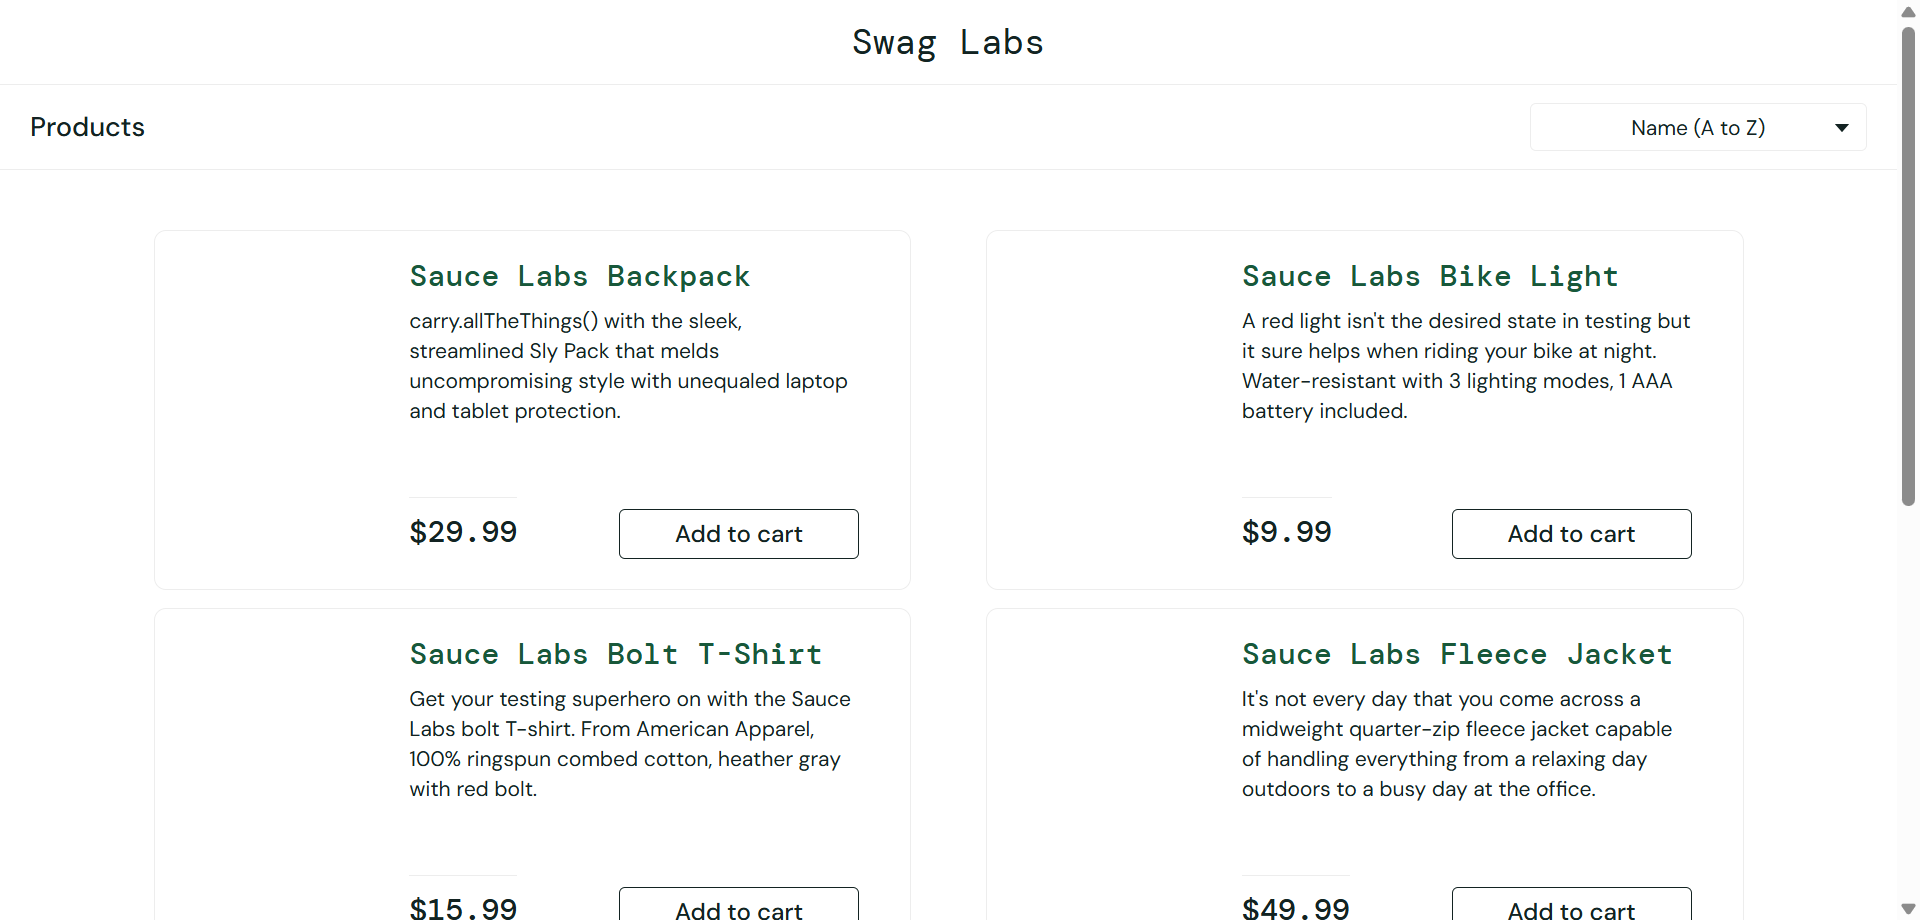 Swag Labs
Products
Name (A to Z)
Sauce Labs Backpack
carry.allTheThings() with the sleek,
streamlined Sly Pack that melds
uncompromising style with unequaled laptop
and tablet protection.
$29.99
Add to cart
Sauce Labs Bike Light
A red light isn't the desired state in testing but
it sure helps when riding your bike at night.
Water-resistant with 3 lighting modes, 1 AAA
battery included.
$9.99
Add to cart
Sauce Labs Bolt T-Shirt
Get your testing superhero on with the Sauce
Labs bolt T-shirt. From American Apparel,
100% ringspun combed cotton, heather gray
with red bolt.
$15.99
Add to cart
Sauce Labs Fleece Jacket
It's not every day that you come across a
midweight quarter-zip fleece jacket capable
of handling everything from a relaxing day
outdoors to a busy day at the office.
$49.99
Add to cart